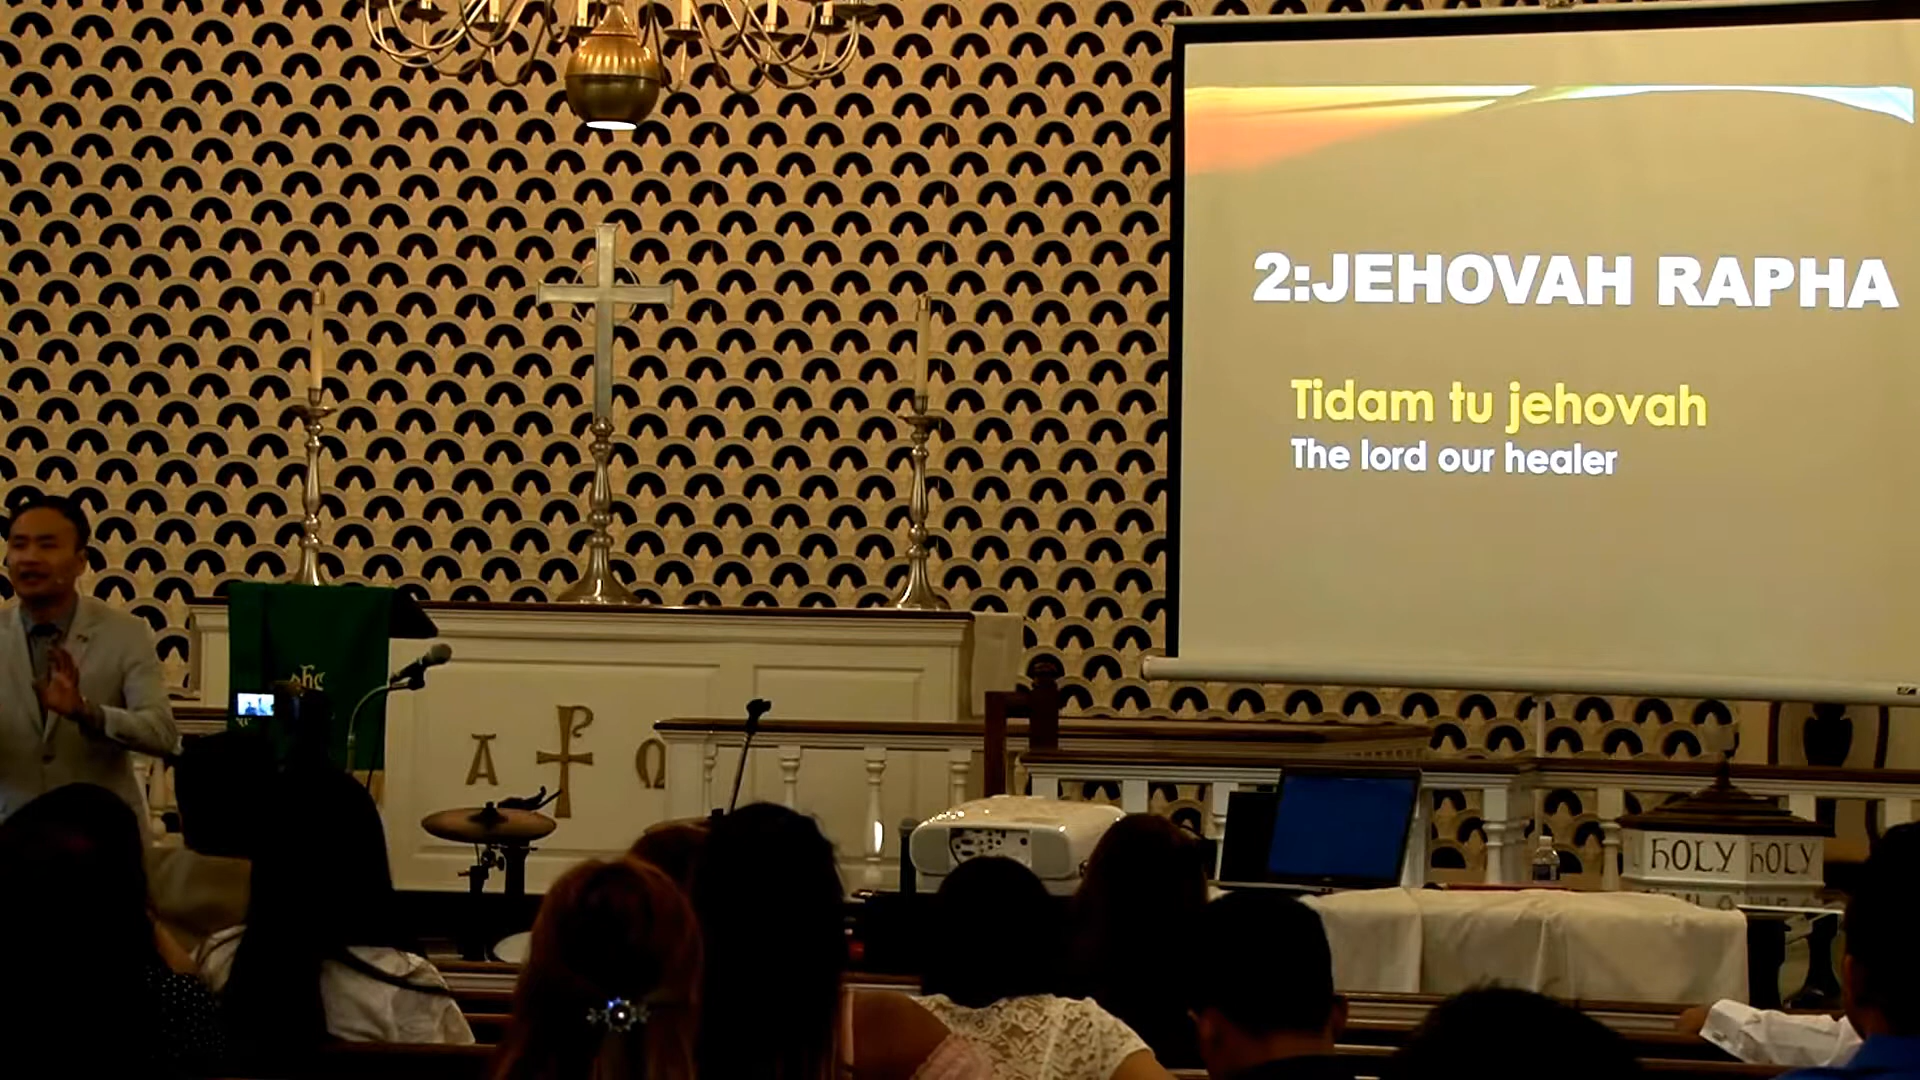 2:JEHOVAH RAPHA
Tidam tu jehovah
The lord our healer
Α Ω
HOLY HOLY